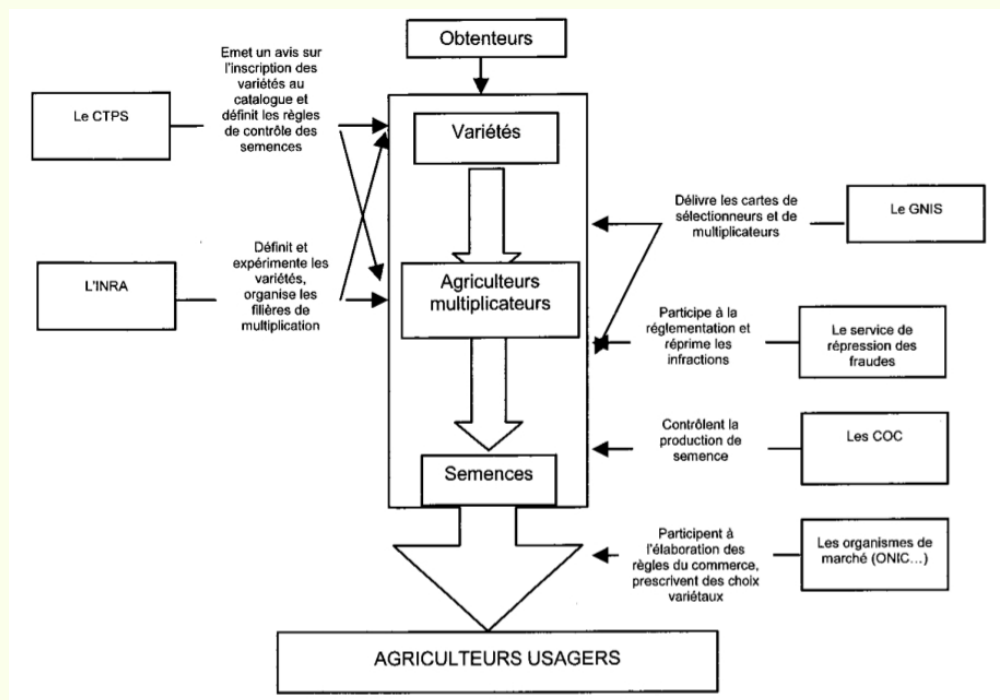 Obtenteurs
Emet un avis sur
l'inscription des
variétés au
catalogue et
définit les règles
de contrôle des
semences
Le CTPS
Variétés
Délivre les cartes de
sélectionneurs et de
multiplicateurs
Le GNIS
Définit et
expérimente les
variétés,
organise les
filières de
multiplication
L'INRA
Agriculteurs
multiplicateurs
Participe à la
réglementation et
réprime les
infractions
Le service de
répression des
fraudes
Contrôlent la
production de
semence
Les COC
Semences
Participent à
l'élaboration des
règles du commerce,
prescrivent des choix
variétaux
Les organismes de
marché (ONIC...)
AGRICULTEURS USAGERS